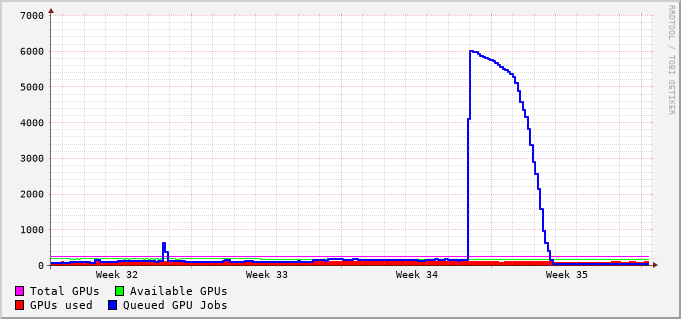 7000
6000
5000
4000
3000
2000
1000
0
Week 32 Week 33 Week 34 Week 35
Total GPUs Available GPUs
GPUs used Queued GPU Jobs
RRDTOOL / TOBI OETIKER